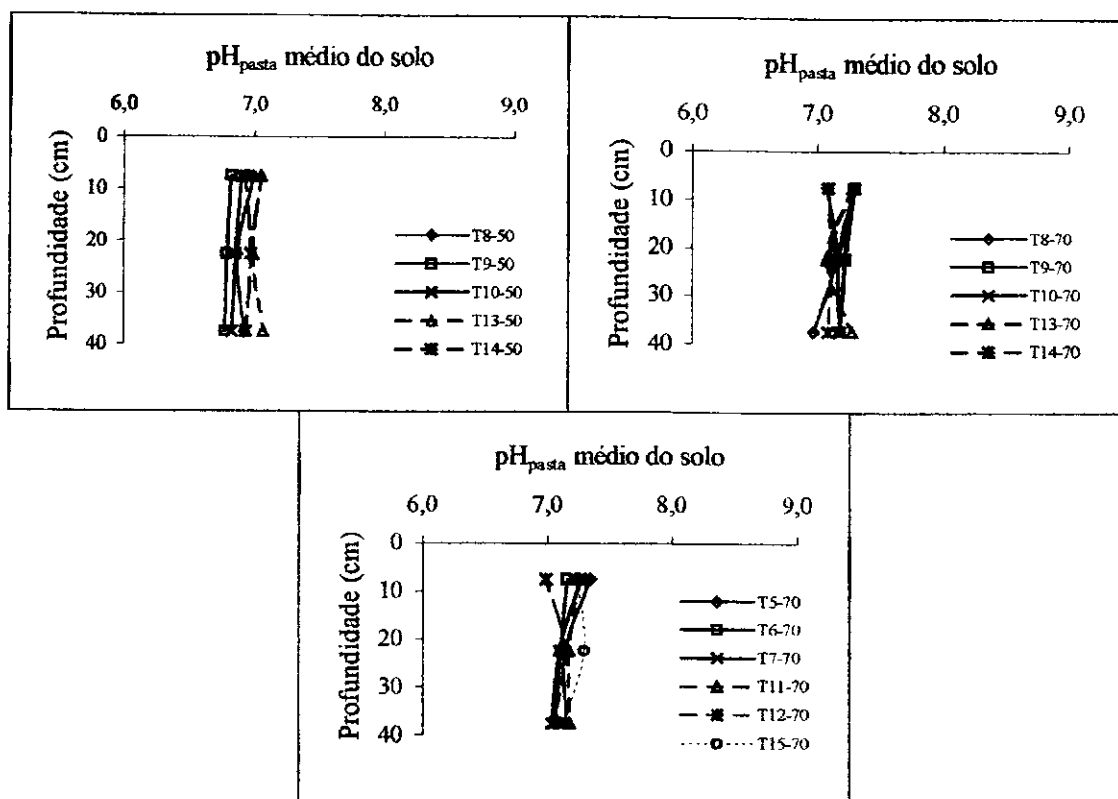 pHpasta médio do solo
6,0 7,0 8,0 9,0
Profundidade (cm)
0
10
20
30
40
T8-50
T9-50
T10-50
T13-50
T14-50
pHpasta médio do solo
6,0 7,0 8,0 9,0
Profundidade (cm)
0
10
20
30
40
T8-70
T9-70
T10-70
T13-70
T14-70
pHpasta médio do solo
6,0 7,0 8,0 9,0
Profundidade (cm)
0
10
20
30
40
T5-70
T6-70
T7-70
T11-70
T12-70
T15-70